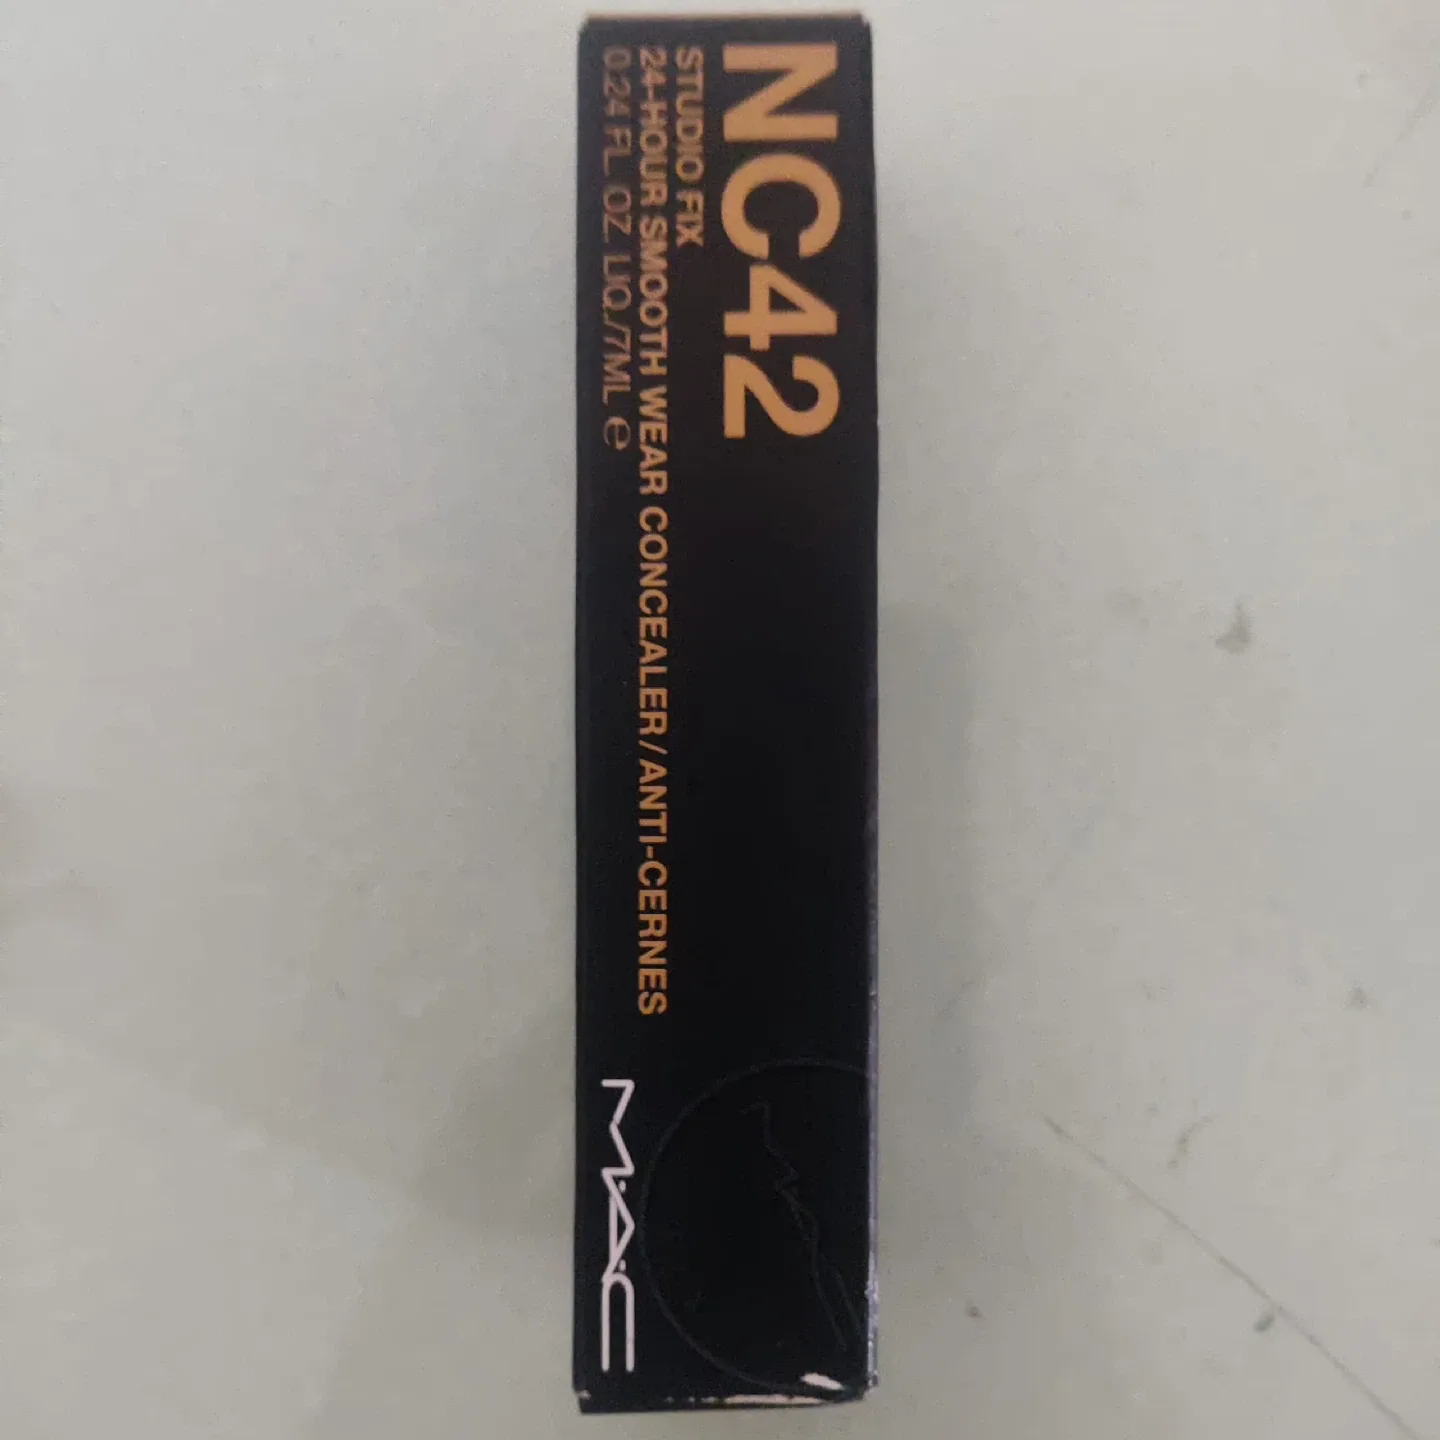 NC42
STUDIO FIX
24-HOUR SMOOTH WEAR CONCEALER/ANTI-CERNES
0.24 FL OZ. LIQ./7ML ℮
M·A·C
M·A·C